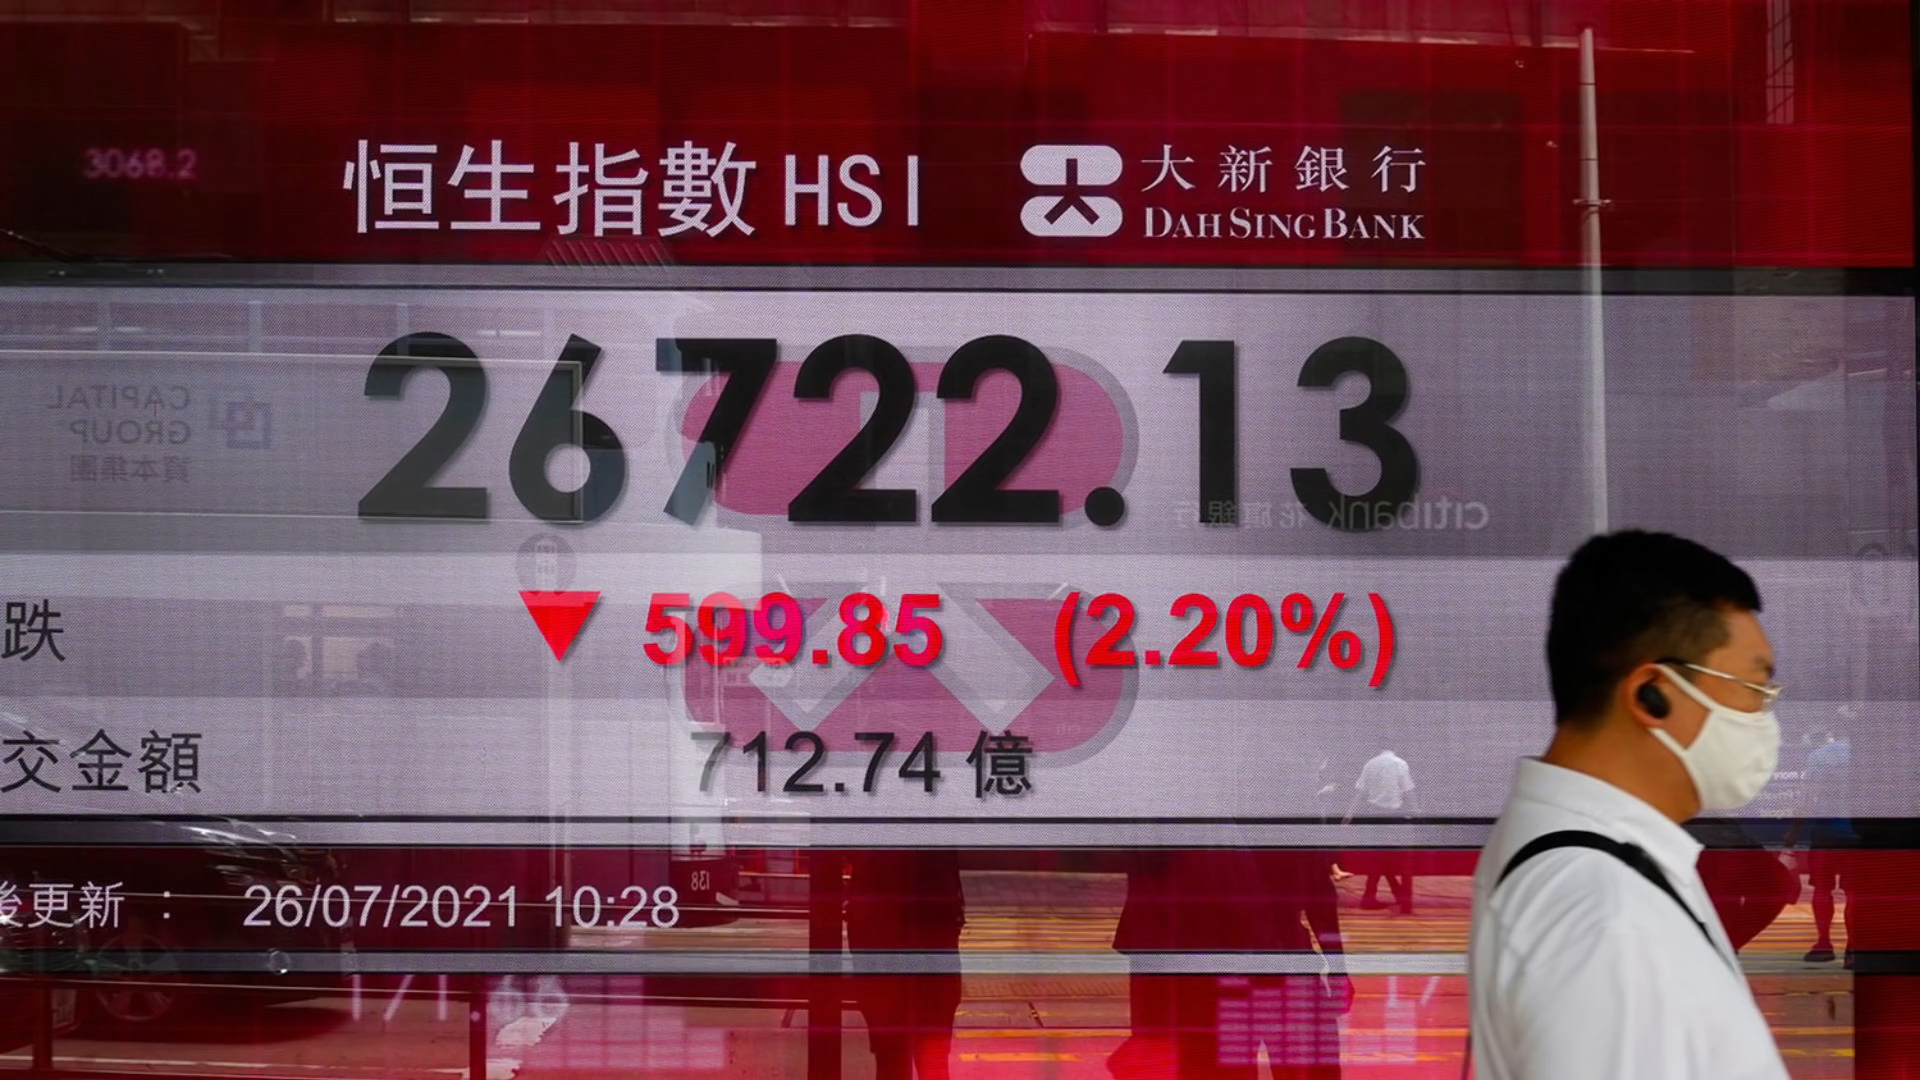 3068.2
恒生指數 HSI
大新銀行
DAH SING BANK
26722.13
CAPITAL
GROUP
資本集團
citibank 花旗銀行
跌 ▼ 599.85 (2.20%)
交金額 712.74 億
後更新 : 26/07/2021 10:28
138